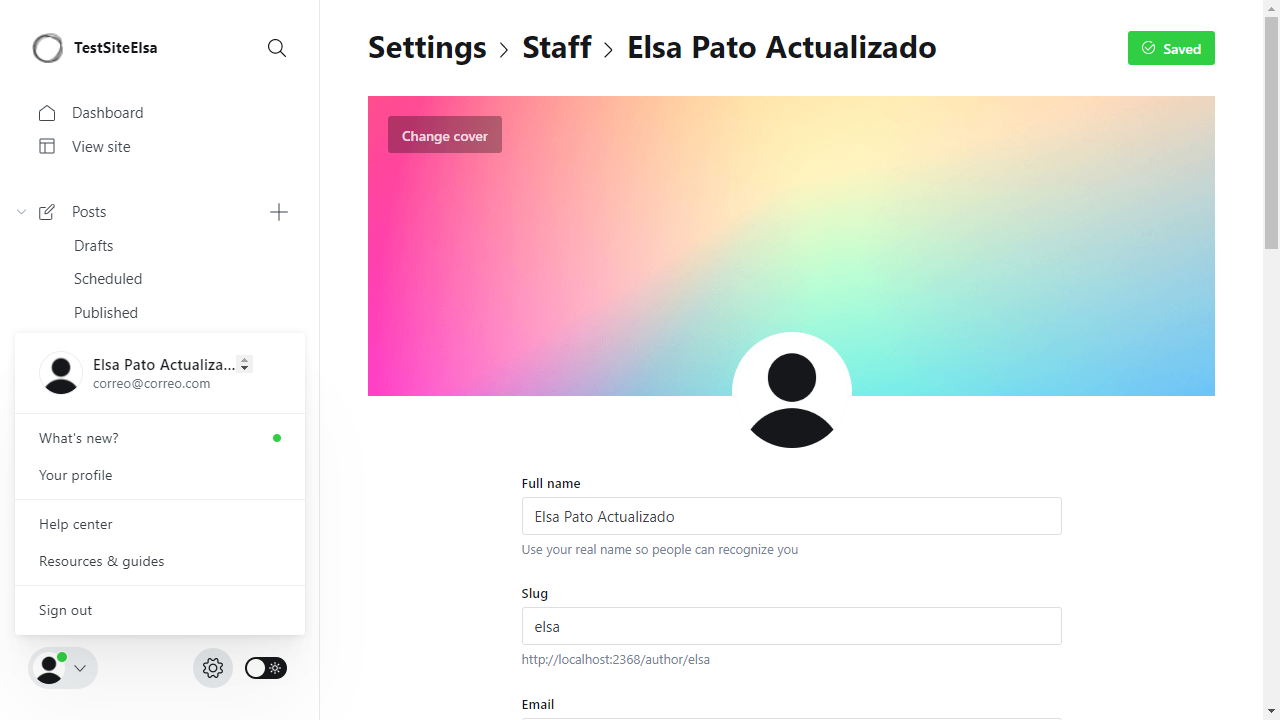 TestSiteElsa
Dashboard
View site
Posts
Drafts
Scheduled
Published
Elsa Pato Actualiza...
correo@correo.com
What's new?
Your profile
Help center
Resources & guides
Sign out
Settings > Staff > Elsa Pato Actualizado
Saved
Change cover
Full name
Elsa Pato Actualizado
Use your real name so people can recognize you
Slug
elsa
http://localhost:2368/author/elsa
Email